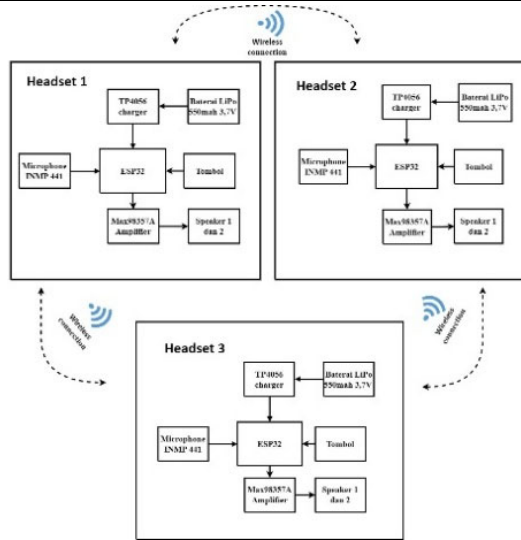 Wireless
connection
Headset 1
TP4056
charger
Baterai LiPo
550mah 3,7V
Microphone
INMP 441
ESP32
Tombol
Max98357A
Amplifier
Speaker 1
dan 2
Headset 2
TP4056
charger
Baterai LiPo
550mah 3,7V
Microphone
INMP 441
ESP32
Tombol
Max98357A
Amplifier
Speaker 1
dan 2
Wireless
connection
Wireless
connection
Headset 3
TP4056
charger
Baterai LiPo
550mah 3,7V
Microphone
INMP 441
ESP32
Tombol
Max98357A
Amplifier
Speaker 1
dan 2